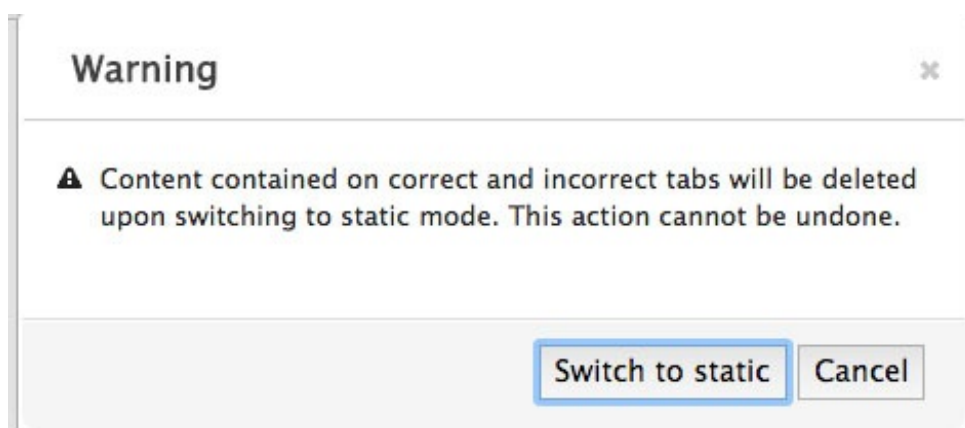 Warning
Content contained on correct and incorrect tabs will be deleted
upon switching to static mode. This action cannot be undone.
Switch to static Cancel